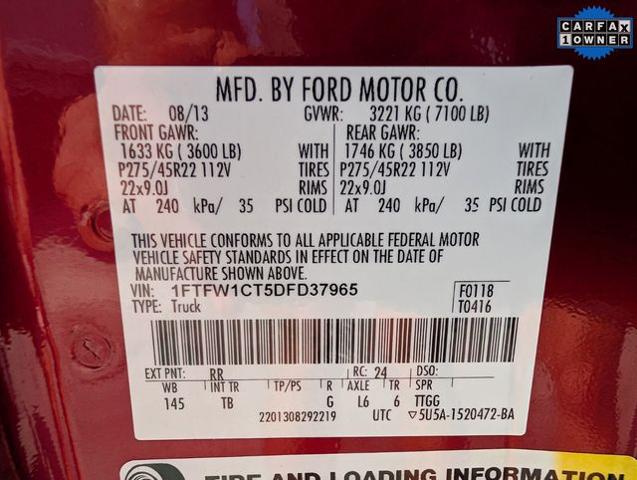 CARFAX
1 OWNER
MFD. BY FORD MOTOR CO.
DATE: 08/13 GVWR: 3221 KG ( 7100 LB)
FRONT GAWR: REAR GAWR:
1633 KG ( 3600 LB) WITH 1746 KG ( 3850 LB) WITH
P275/45R22 112V TIRES P275/45R22 112V TIRES
22x9.0J RIMS 22x9.0J RIMS
AT 240 kPa/ 35 PSI COLD AT 240 kPa/ 35 PSI COLD
THIS VEHICLE CONFORMS TO ALL APPLICABLE FEDERAL MOTOR
VEHICLE SAFETY STANDARDS IN EFFECT ON THE DATE OF
MANUFACTURE SHOWN ABOVE.
VIN: 1FTFW1CT5DFD37965 F0118
TYPE: Truck T0416
EXT PNT: RR RC: 24 DSO:
WB INT TR TP/PS R AXLE TR SPR
145 TB G L6 6 TTGG
2201308292219 UTC ▽5U5A-1520472-BA
TIRE AND LOADING INFORMATION